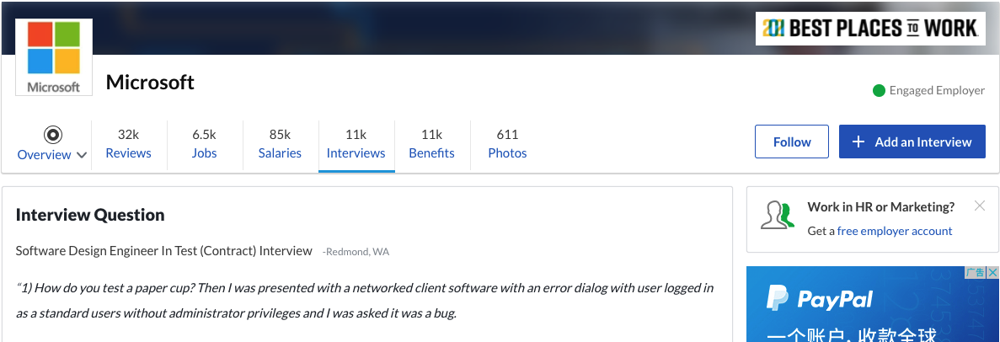 2021 BEST PLACES TO WORK
Microsoft
Microsoft
Engaged Employer
Overview
32k
Reviews
6.5k
Jobs
85k
Salaries
11k
Interviews
11k
Benefits
611
Photos
Follow
+ Add an Interview
Interview Question
Software Design Engineer In Test (Contract) Interview -Redmond, WA
“1) How do you test a paper cup? Then I was presented with a networked client software with an error dialog with user logged in
as a standard users without administrator privileges and I was asked it was a bug.
Work in HR or Marketing?
Get a free employer account
广告
PayPal
一个账户，收款全球